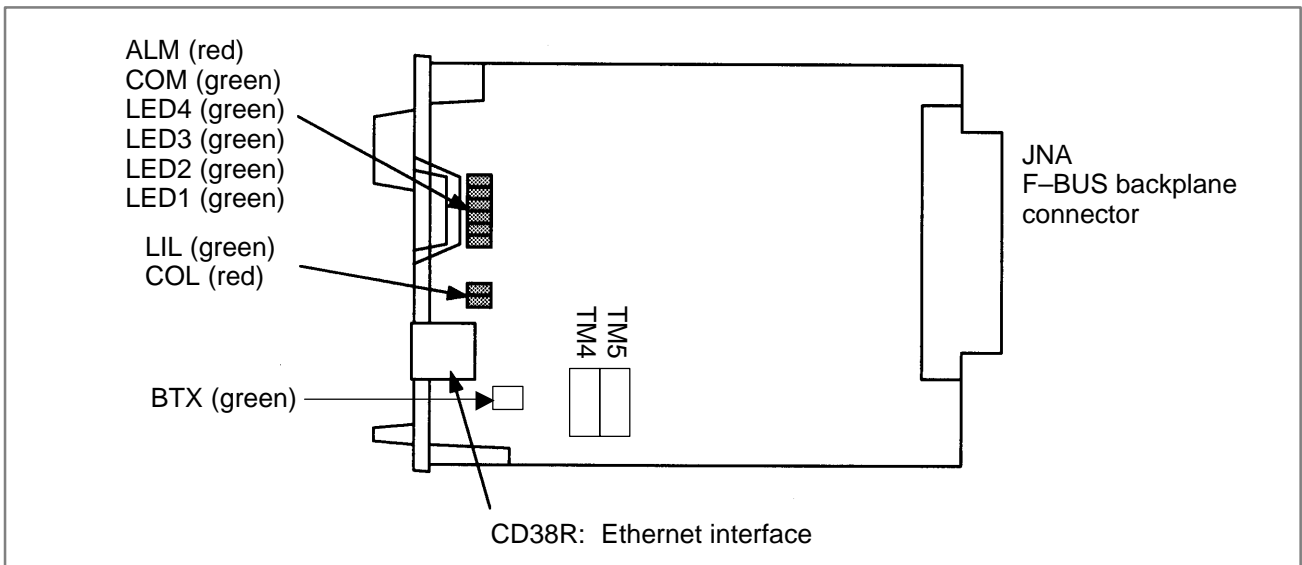 ALM (red)
COM (green)
LED4 (green)
LED3 (green)
LED2 (green)
LED1 (green)
LIL (green)
COL (red)
BTX (green)
TM4
TM5
JNA
F–BUS backplane
connector
CD38R: Ethernet interface